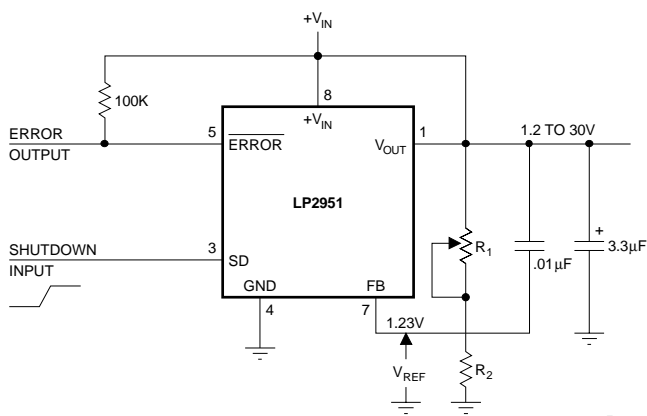 +VIN
100K
8
+VIN
ERROR
OUTPUT
5
ERROR
VOUT
1
1.2 TO 30V
LP2951
SHUTDOWN
INPUT
3
SD
GND
4
FB
7
1.23V
VREF
R1
R2
.01µF
+
3.3µF